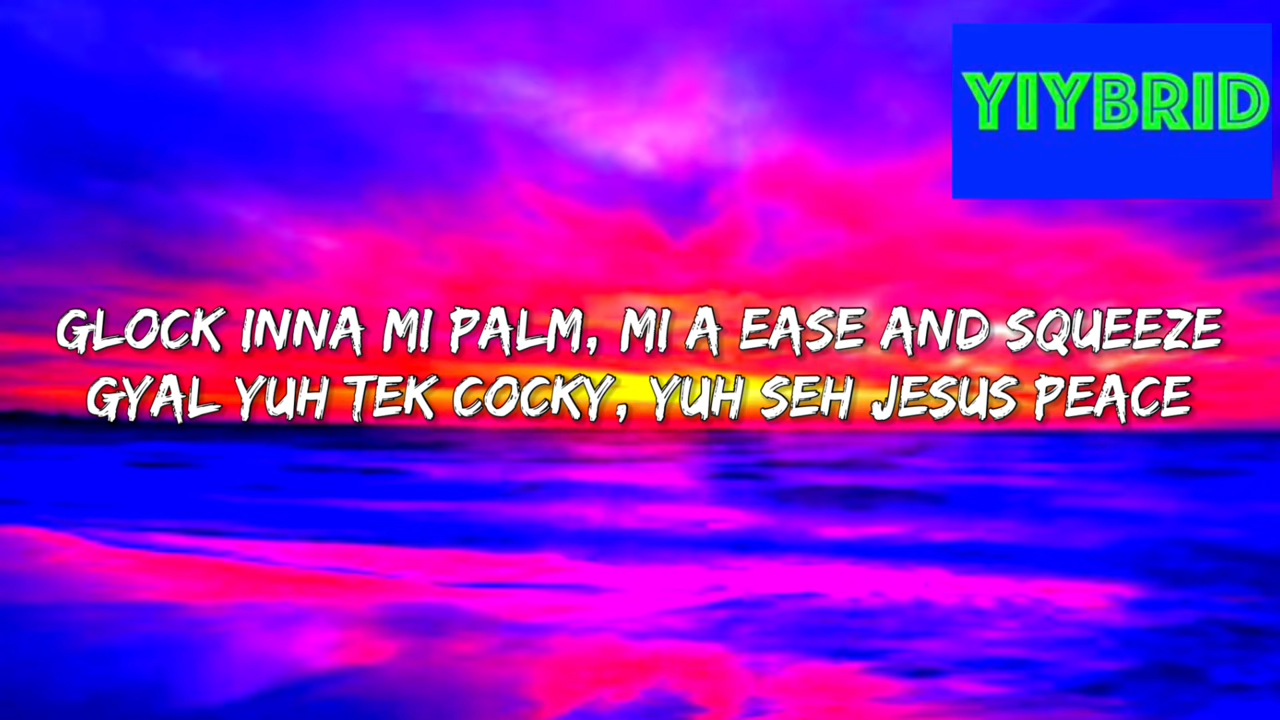 YIYBRID
GLOCK INNA MI PALM, MI A EASE AND SQUEEZE
GYAL YUH TEK COCKY, YUH SEH JESUS PEACE